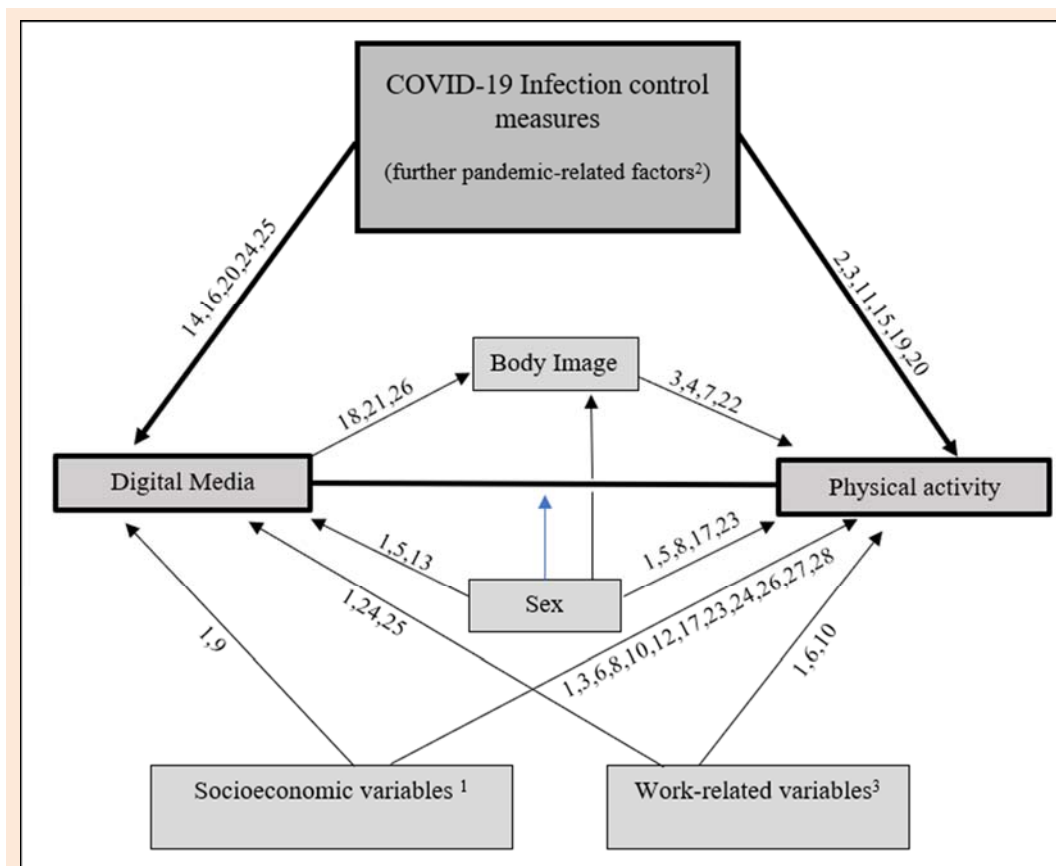 COVID-19 Infection control
measures
(further pandemic-related factors²)
14,16,20,24,25
2,3,11,15,19,20
Body Image
18,21,26
3,4,7,22
Digital Media
Physical activity
1,5,13
1,5,8,17,23
Sex
1,9
1,24,25
1,3,6,8,10,12,17,23,24,26,27,28
1,6,10
Socioeconomic variables ¹
Work-related variables³